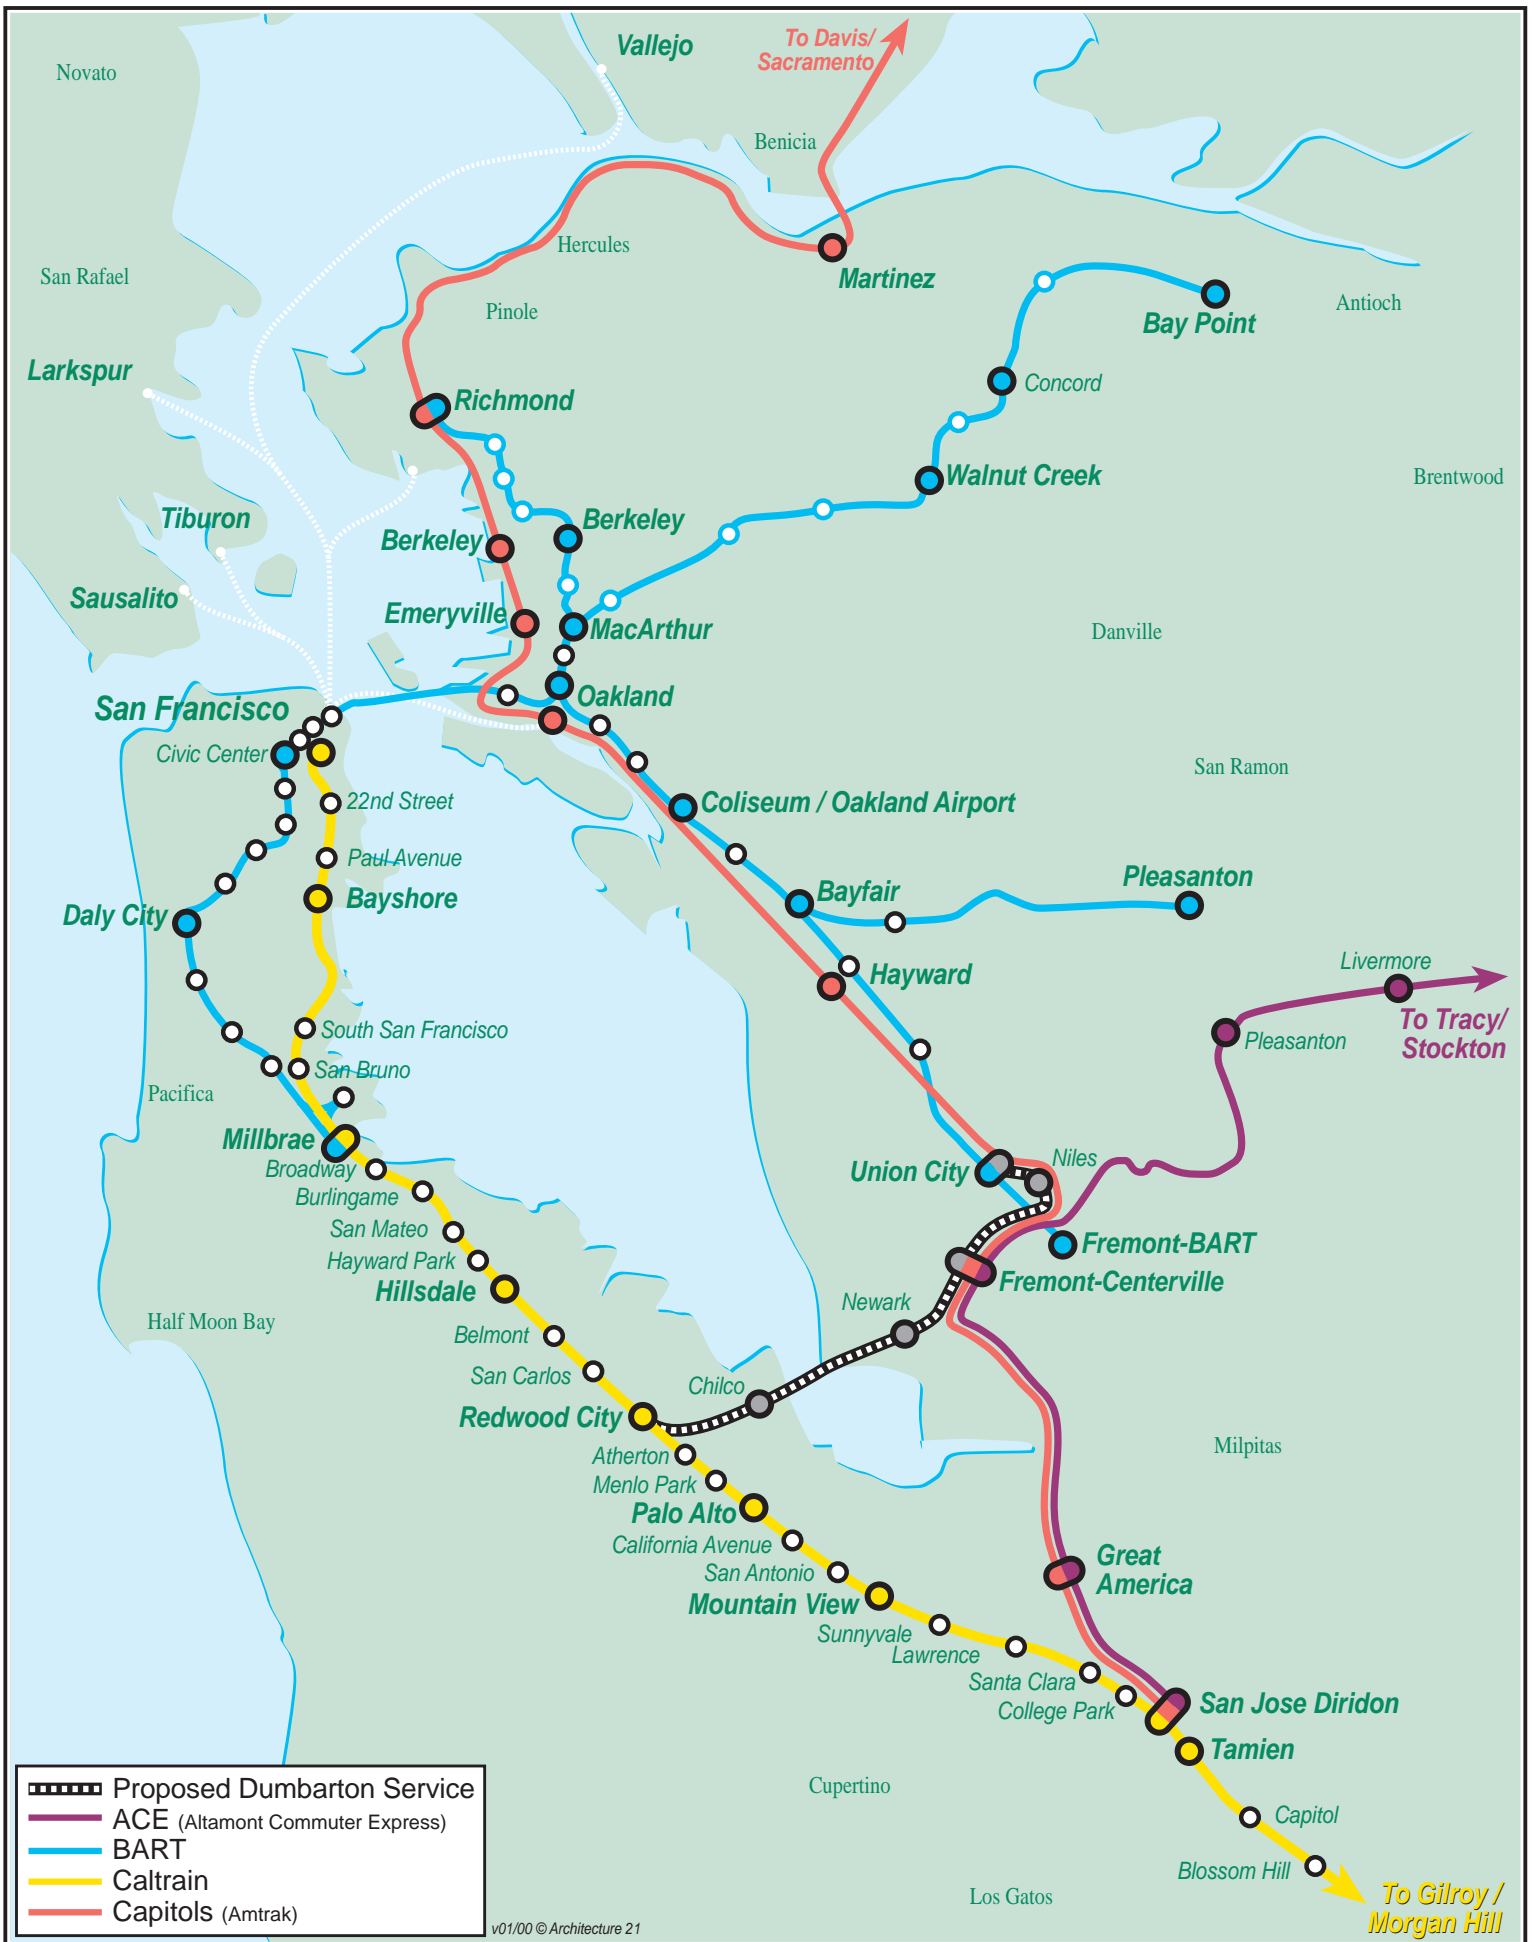 Vallejo
To Davis/
Sacramento
Novato
Benicia
Hercules
San Rafael
Martinez
Pinole
Bay Point
Antioch
Larkspur
Richmond
Concord
Walnut Creek
Brentwood
Tiburon
Berkeley
Berkeley
Sausalito
Emeryville
MacArthur
Danville
San Francisco
Oakland
Civic Center
San Ramon
22nd Street
Coliseum / Oakland Airport
Paul Avenue
Bayshore
Bayfair
Pleasanton
Daly City
Hayward
Livermore
To Tracy/
Stockton
South San Francisco
Pleasanton
San Bruno
Pacifica
Millbrae
Broadway
Union City
Niles
Burlingame
San Mateo
Fremont-BART
Hayward Park
Fremont-Centerville
Hillsdale
Newark
Half Moon Bay
Belmont
San Carlos
Chilco
Redwood City
Milpitas
Atherton
Menlo Park
Palo Alto
California Avenue
Great
America
San Antonio
Mountain View
Sunnyvale
Lawrence
Santa Clara
College Park
San Jose Diridon
Tamien
Cupertino
Capitol
Blossom Hill
Los Gatos
To Gilroy /
Morgan Hill
Proposed Dumbarton Service
ACE (Altamont Commuter Express)
BART
Caltrain
Capitols (Amtrak)
v01/00 © Architecture 21